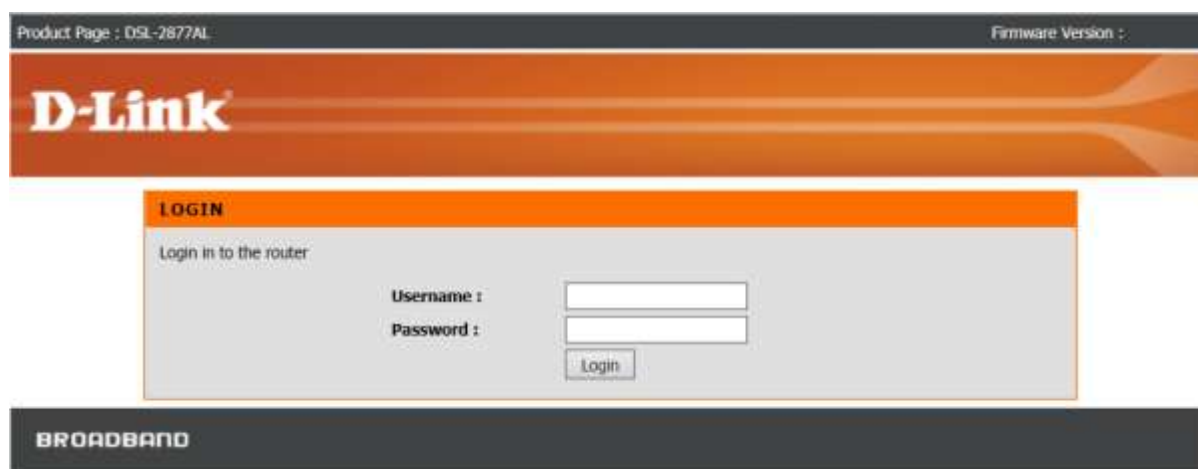 Product Page : DSL-2877AL Firmware Version :
D-Link
LOGIN
Login in to the router
Username :
Password :
Login
BROADBAND